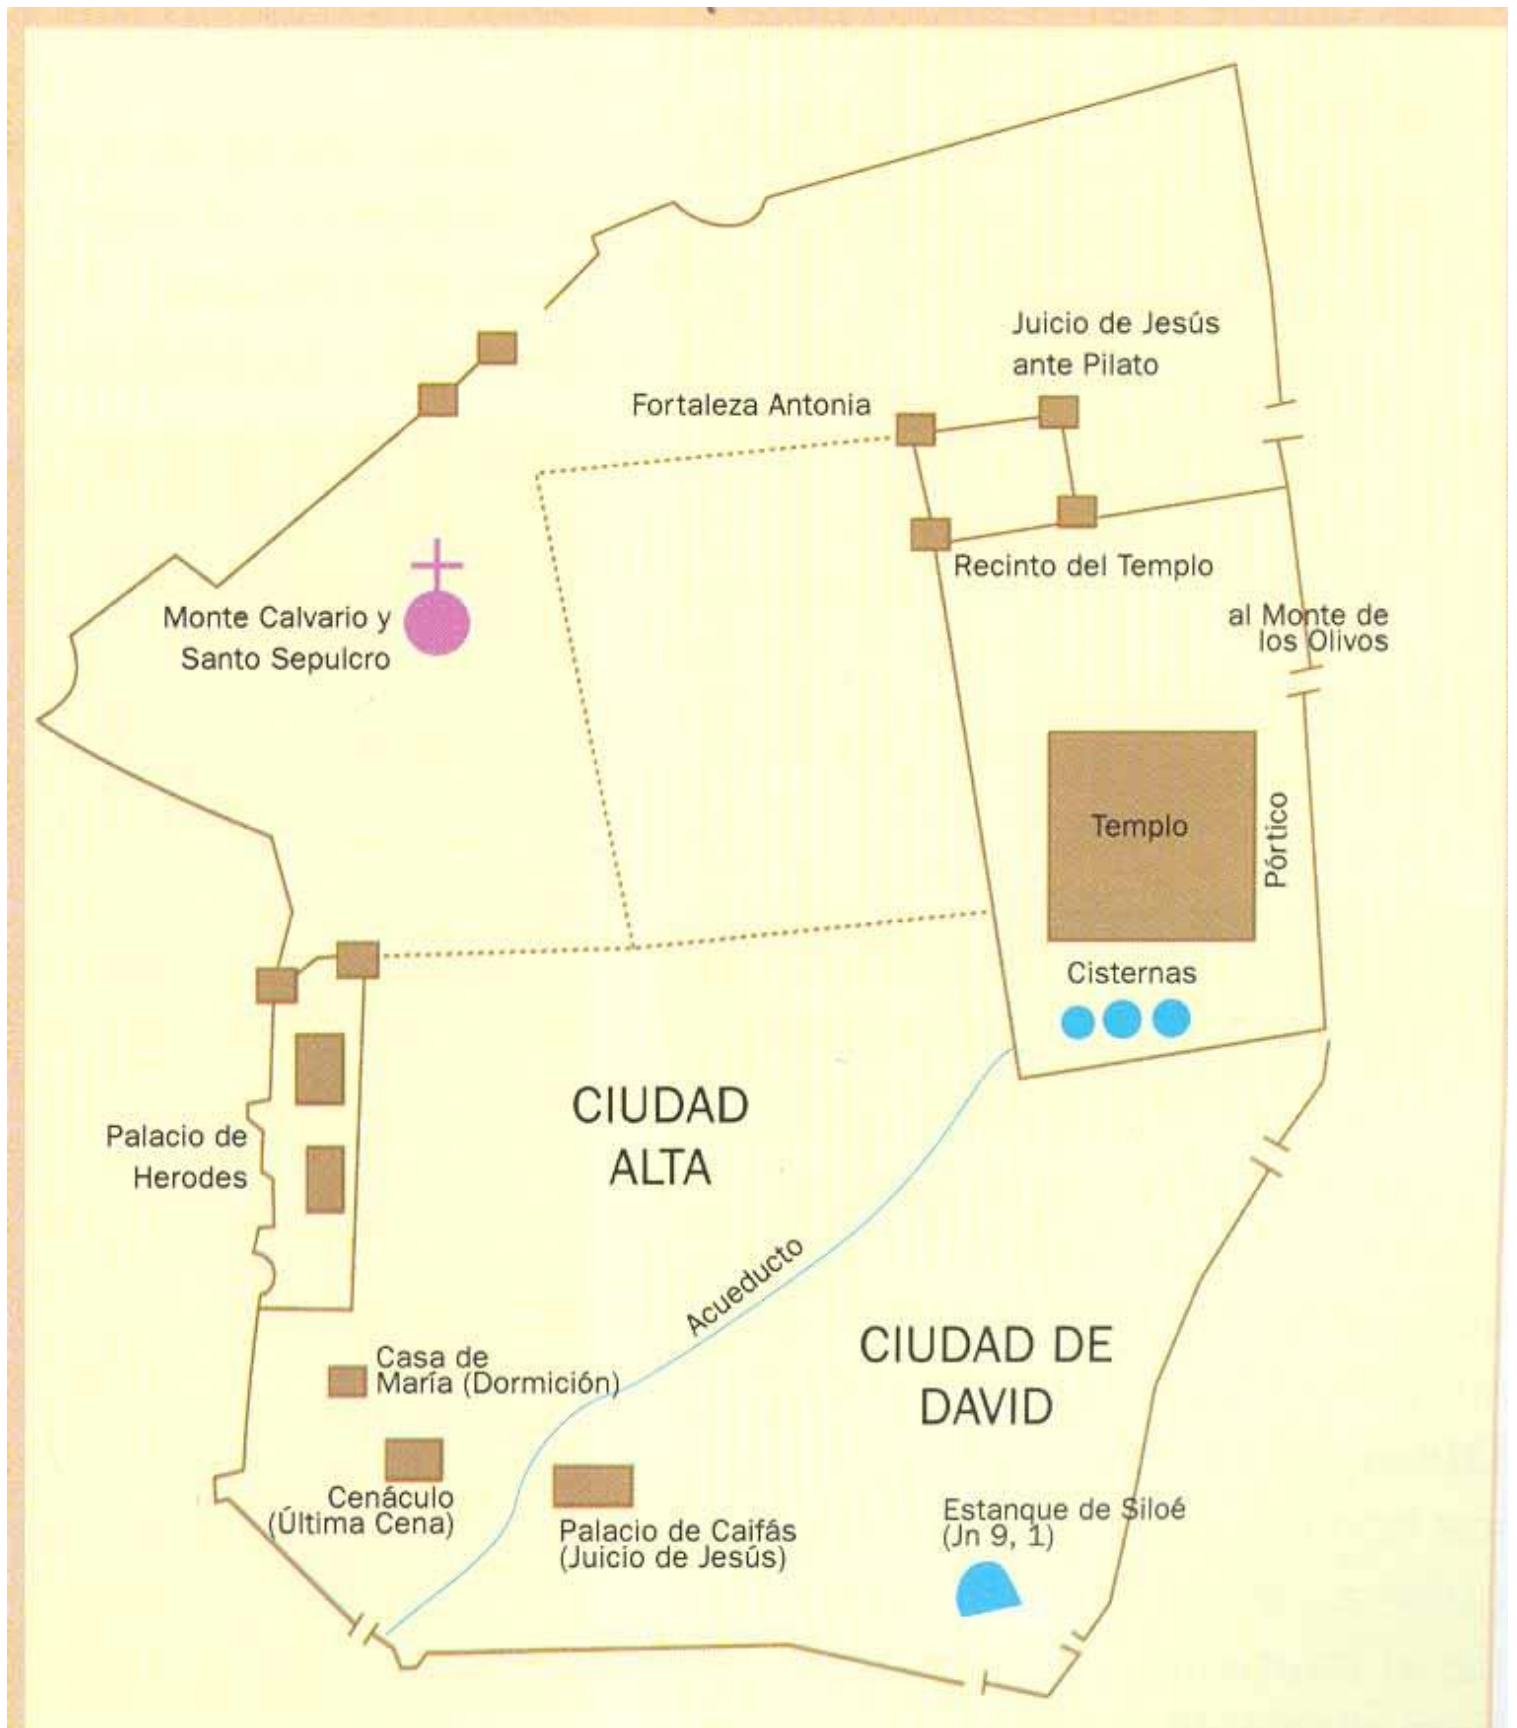 Juicio de Jesús
ante Pilato
Fortaleza Antonia
Recinto del Templo
al Monte de
los Olivos
Monte Calvario y
Santo Sepulcro
Templo
Pórtico
Cisternas
CIUDAD
ALTA
Palacio de
Herodes
Acueducto
CIUDAD DE
DAVID
Casa de
María (Dormición)
Cenáculo
(Última Cena)
Palacio de Caifás
(Juicio de Jesús)
Estanque de Siloé
(Jn 9, 1)